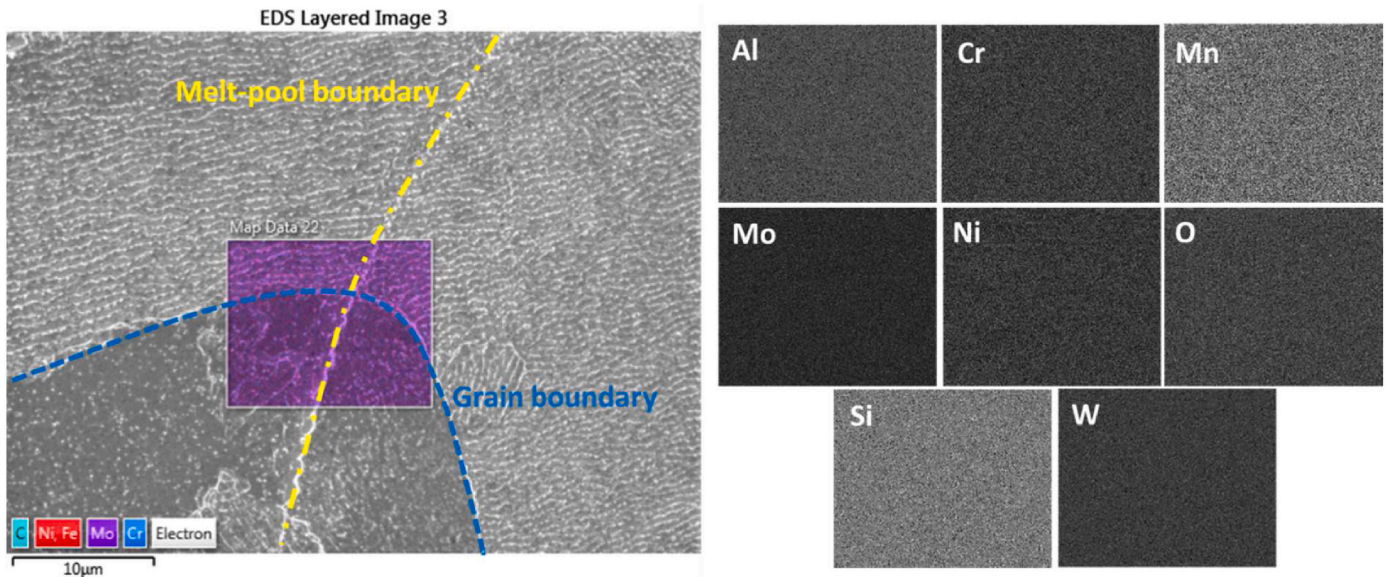 EDS Layered Image 3
Melt-pool boundary
Map Data 22
Grain boundary
C Ni, Fe Mo Cr Electron
10µm
Al Cr Mn
Mo Ni O
Si W